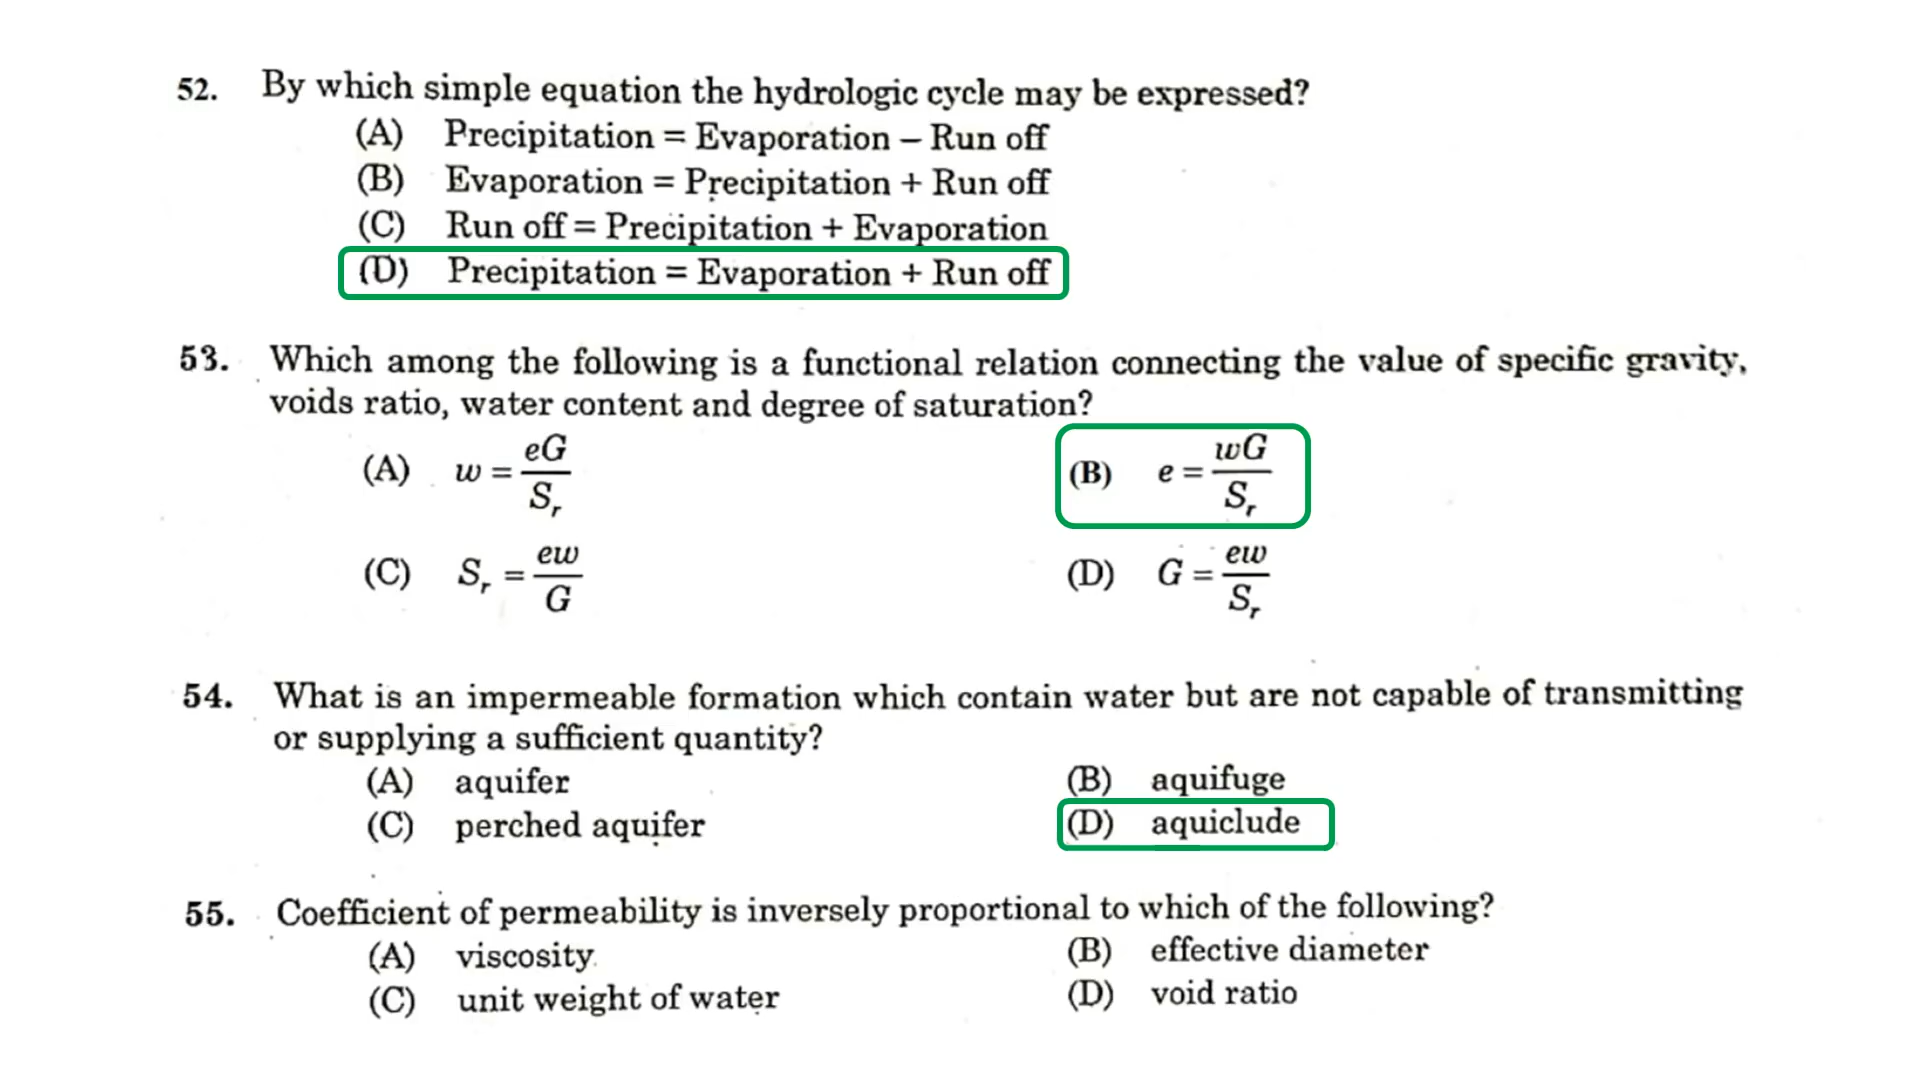 52. By which simple equation the hydrologic cycle may be expressed?
(A) Precipitation = Evaporation – Run off
(B) Evaporation = Precipitation + Run off
(C) Run off = Precipitation + Evaporation
(D) Precipitation = Evaporation + Run off
53. Which among the following is a functional relation connecting the value of specific gravity,
voids ratio, water content and degree of saturation?
(A) w = eG/Sr (B) e = wG/Sr
(C) Sr = ew/G (D) G = ew/Sr
54. What is an impermeable formation which contain water but are not capable of transmitting
or supplying a sufficient quantity?
(A) aquifer (B) aquifuge
(C) perched aquifer (D) aquiclude
55. Coefficient of permeability is inversely proportional to which of the following?
(A) viscosity (B) effective diameter
(C) unit weight of water (D) void ratio